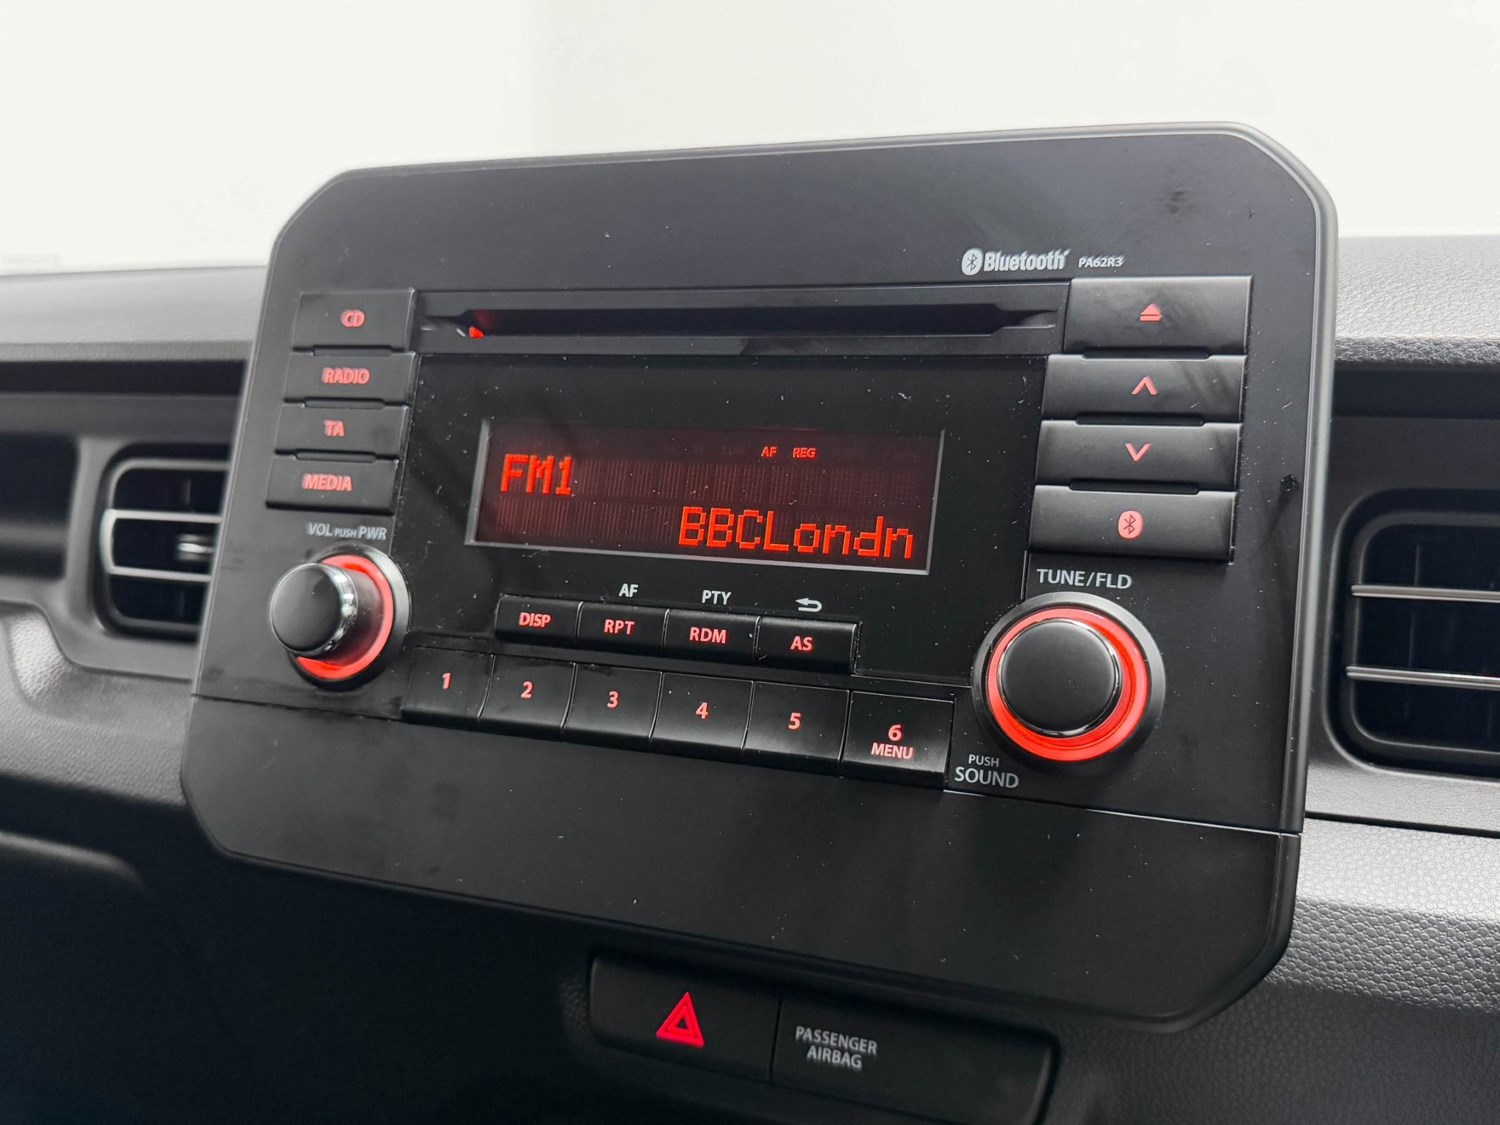 Bluetooth PA62R3
CD
RADIO
TA
MEDIA
AF REG
FM1
BBCLondn
VOL PUSH PWR
TUNE/FLD
AF PTY
DISP RPT RDM AS
1 2 3 4 5 6
MENU
PUSH
SOUND
PASSENGER
AIRBAG